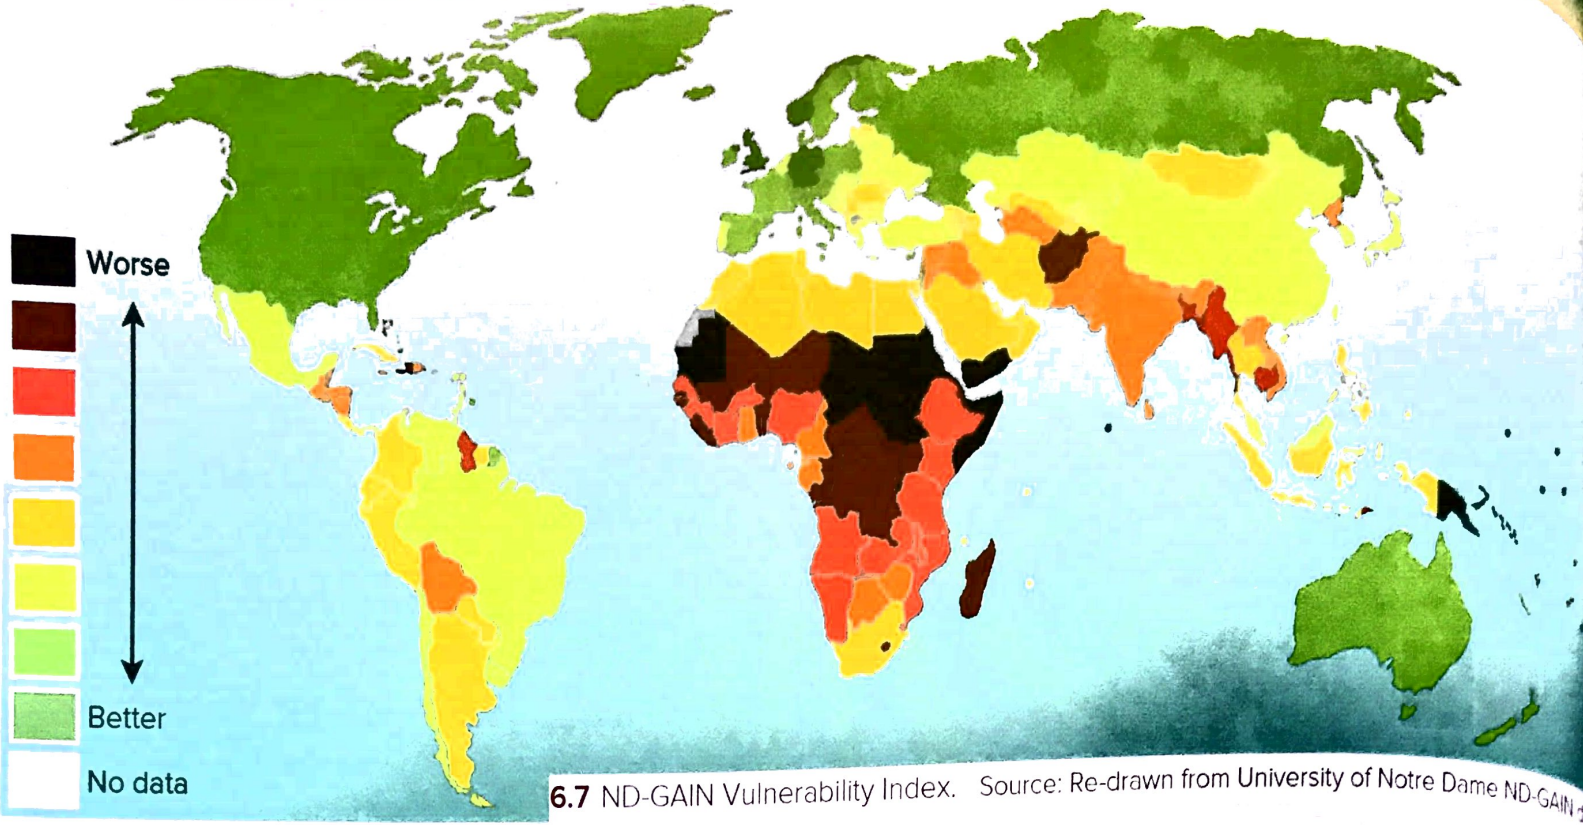 Worse
Better
No data
6.7 ND-GAIN Vulnerability Index. Source: Re-drawn from University of Notre Dame ND-GAIN